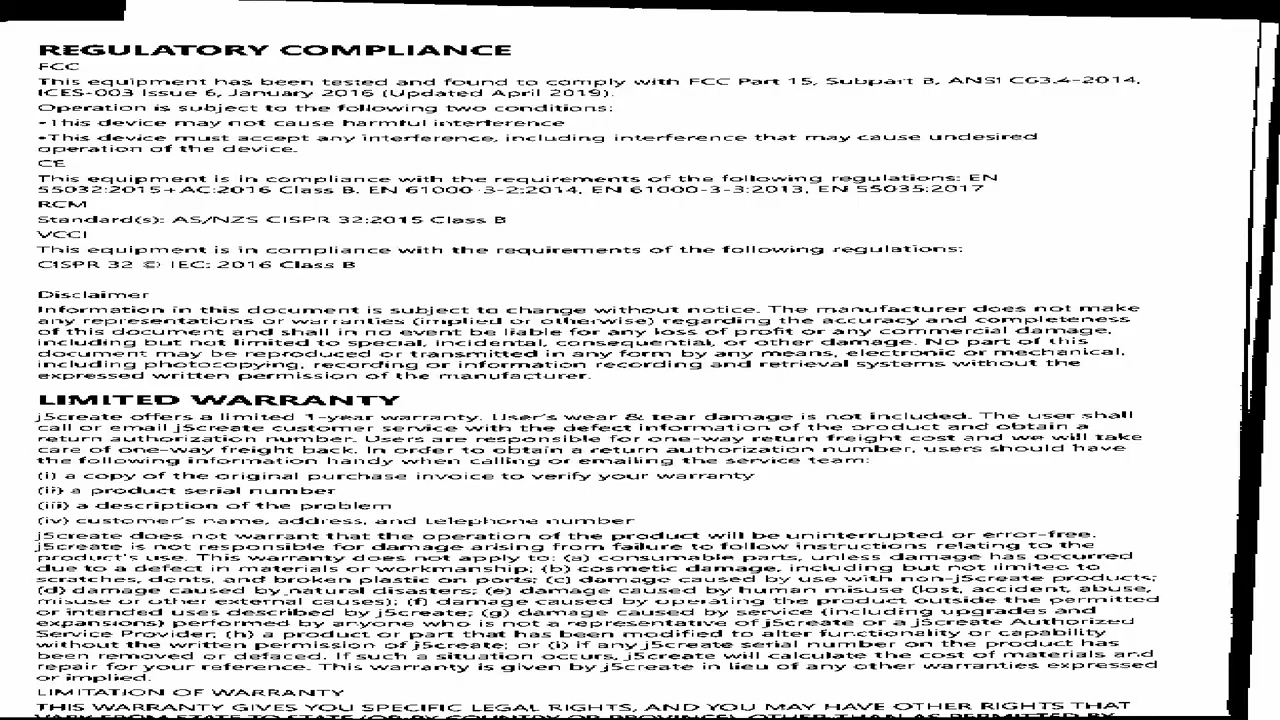 REGULATORY COMPLIANCE
FCC
This equipment has been tested and found to comply with FCC Part 15, Subpart B, ANSI C63.4-2014,
ICES-003 Issue 6, January 2016 (Updated April 2019).
Operation is subject to the following two conditions:
•This device may not cause harmful interference
•This device must accept any interference, including interference that may cause undesired
operation of the device.
CE
This equipment is in compliance with the requirements of the following regulations: EN
55032:2015+AC:2016 Class B, EN 61000-3-2:2014, EN 61000-3-3:2013, EN 55035:2017
RCM
Standard(s): AS/NZS CISPR 32:2015 Class B
VCCI
This equipment is in compliance with the requirements of the following regulations:
CISPR 32 © IEC: 2016 Class B
Disclaimer
Information in this document is subject to change without notice. The manufacturer does not make
any representations or warranties (implied or otherwise) regarding the accuracy and completeness
of this document and shall in no event be liable for any loss of profit or any commercial damage,
including but not limited to special, incidental, consequential, or other damage. No part of this
document may be reproduced or transmitted in any form by any means, electronic or mechanical,
including photocopying, recording or information recording and retrieval systems without the
expressed written permission of the manufacturer.
LIMITED WARRANTY
j5create offers a limited 1-year warranty. User's wear & tear damage is not included. The user shall
call or email j5create customer service with the defect information of the product and obtain a
return authorization number. Users are responsible for one-way return freight cost and we will take
care of one-way freight back. In order to obtain a return authorization number, users should have
the following information handy when calling or emailing the service team:
(i) a copy of the original purchase invoice to verify your warranty
(ii) a product serial number
(iii) a description of the problem
(iv) customer's name, address, and telephone number
j5create does not warrant that the operation of the product will be uninterrupted or error-free.
j5create is not responsible for damage arising from failure to follow instructions relating to the
product's use. This warranty does not apply to: (a) consumable parts, unless damage has occurred
due to a defect in materials or workmanship; (b) cosmetic damage, including but not limited to
scratches, dents, and broken plastic on ports; (c) damage caused by use with non-j5create products;
(d) damage caused by natural disasters; (e) damage caused by human misuse (lost, accident, abuse,
misuse or other external causes); (f) damage caused by operating the product outside the permitted
or intended uses described by j5create; (g) damage caused by service (including upgrades and
expansions) performed by anyone who is not a representative of j5create or a j5create Authorized
Service Provider; (h) a product or part that has been modified to alter functionality or capability
without the written permission of j5create; or (i) if any j5create serial number on the product has
been removed or defaced. If such a situation occurs, j5create will calculate the cost of materials and
repair for your reference. This warranty is given by j5create in lieu of any other warranties expressed
or implied.
LIMITATION OF WARRANTY
THIS WARRANTY GIVES YOU SPECIFIC LEGAL RIGHTS, AND YOU MAY HAVE OTHER RIGHTS THAT
VARY FROM STATE TO STATE (OR BY COUNTRY OR PROVINCE). OTHER THAN AS PERMITTED BY